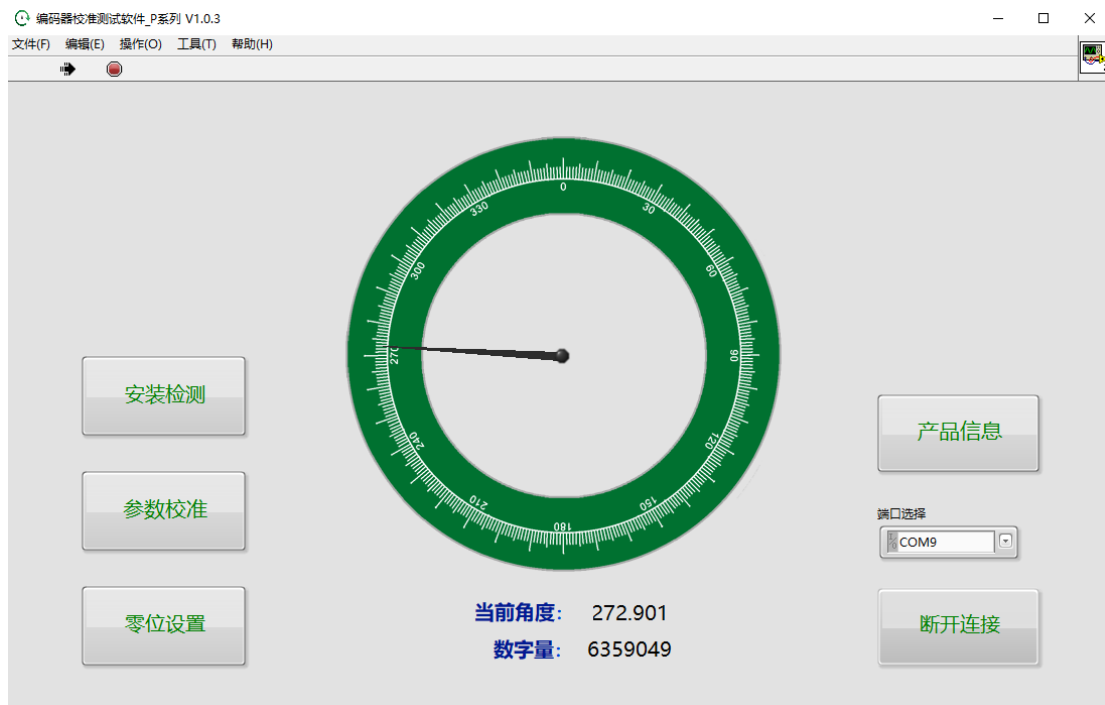 编码器校准测试软件_P系列 V1.0.3
文件(F) 编辑(E) 操作(O) 工具(T) 帮助(H)
0
30
60
90
120
150
180
210
240
270
300
330
安装检测
参数校准
零位设置
当前角度: 272.901
数字量: 6359049
产品信息
端口选择
COM9
断开连接